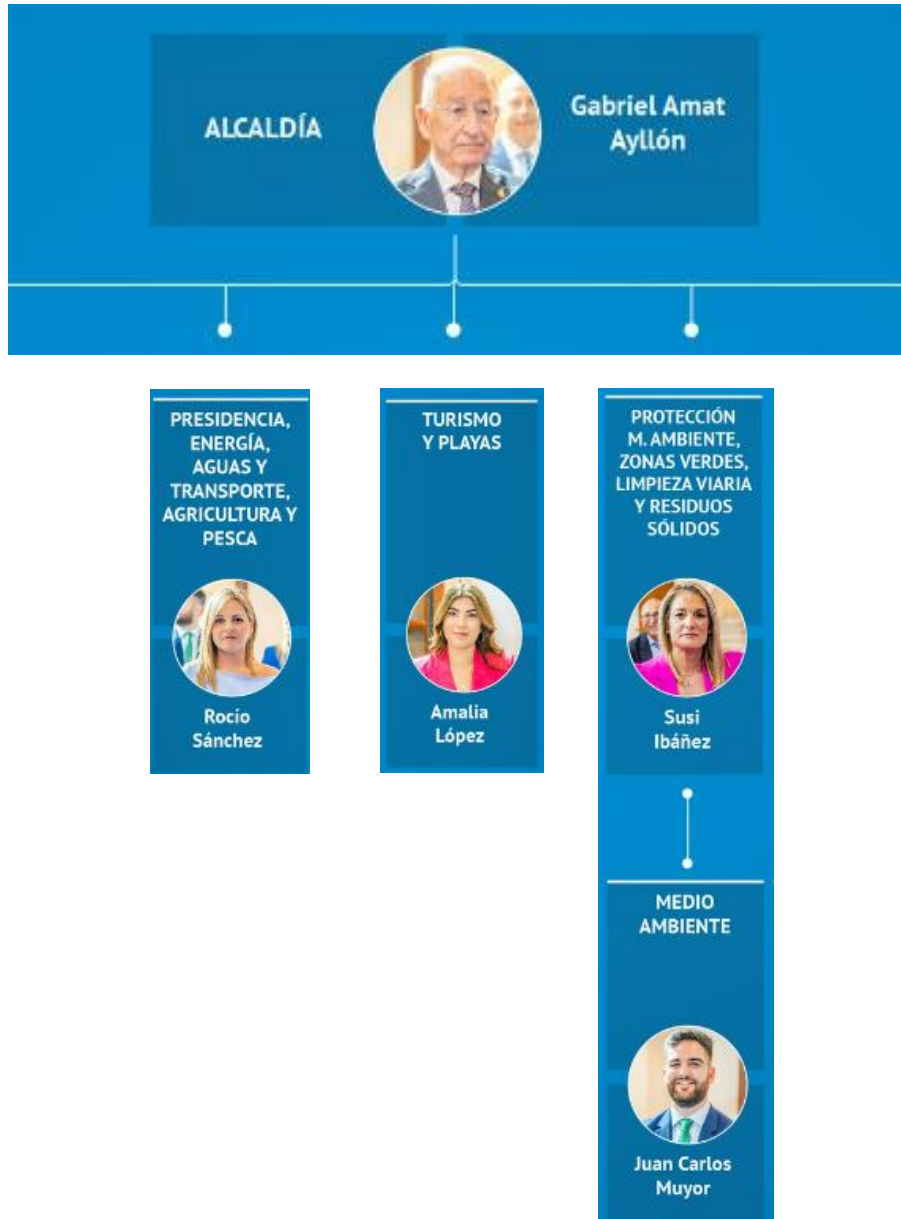 ALCALDÍA
Gabriel Amat
Ayllón
PRESIDENCIA,
ENERGÍA,
AGUAS Y
TRANSPORTE,
AGRICULTURA Y
PESCA
Rocío
Sánchez
TURISMO
Y PLAYAS
Amalia
López
PROTECCIÓN
M. AMBIENTE,
ZONAS VERDES,
LIMPIEZA VIARIA
Y RESIDUOS
SÓLIDOS
Susi
Ibáñez
MEDIO
AMBIENTE
Juan Carlos
Muyor